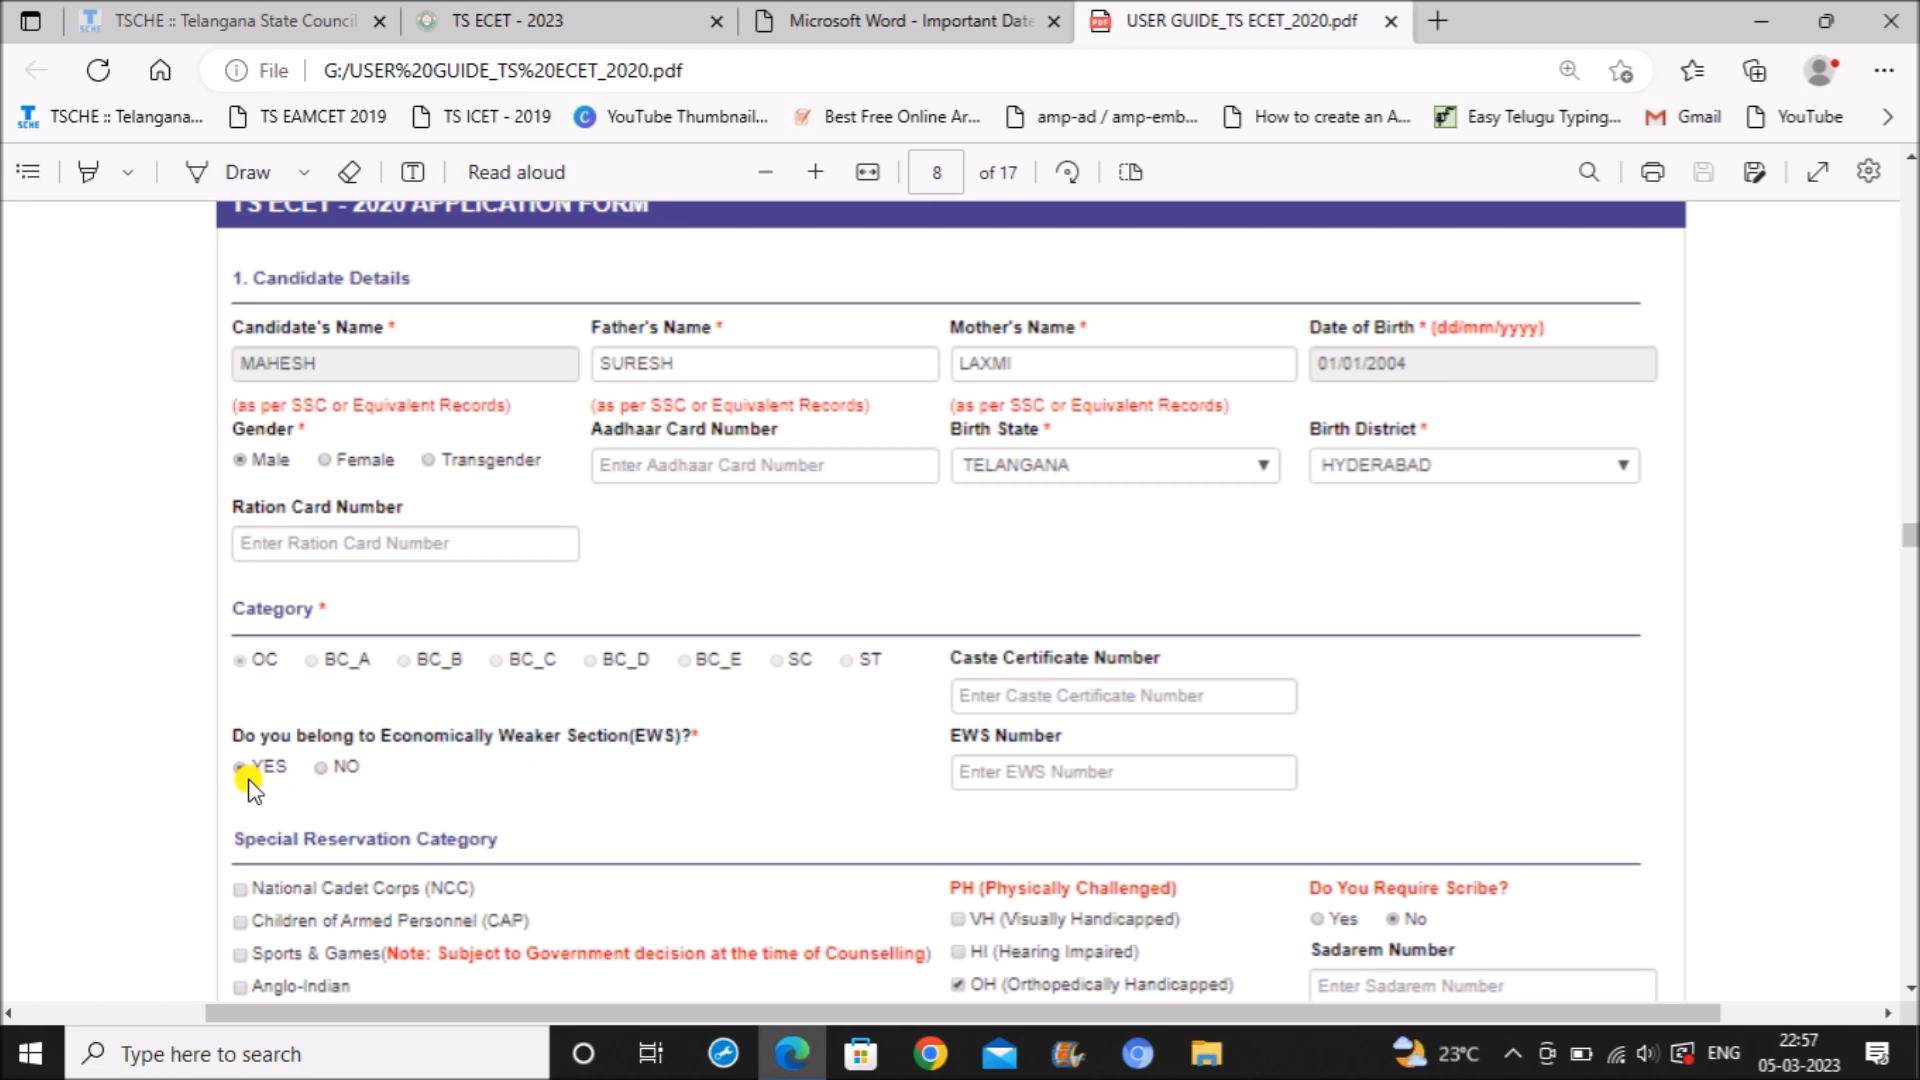 TSCHE :: Telangana State Council
TS ECET - 2023
Microsoft Word - Important Date
USER GUIDE_TS ECET_2020.pdf
File
G:/USER%20GUIDE_TS%20ECET_2020.pdf
TSCHE :: Telangana...
TS EAMCET 2019
TS ICET - 2019
YouTube Thumbnail...
Best Free Online Ar...
amp-ad / amp-emb...
How to create an A...
Easy Telugu Typing...
Gmail
YouTube
Draw
Read aloud
8 of 17
TS ECET - 2020 APPLICATION FORM
1. Candidate Details
Candidate's Name * Father's Name * Mother's Name * Date of Birth * (dd/mm/yyyy)
MAHESH SURESH LAXMI 01/01/2004
(as per SSC or Equivalent Records) (as per SSC or Equivalent Records) (as per SSC or Equivalent Records)
Gender * Aadhaar Card Number Birth State * Birth District *
Male Female Transgender Enter Aadhaar Card Number TELANGANA HYDERABAD
Ration Card Number
Enter Ration Card Number
Category *
OC BC_A BC_B BC_C BC_D BC_E SC ST Caste Certificate Number
Enter Caste Certificate Number
Do you belong to Economically Weaker Section(EWS)?* EWS Number
YES NO Enter EWS Number
Special Reservation Category
National Cadet Corps (NCC) PH (Physically Challenged) Do You Require Scribe?
Children of Armed Personnel (CAP) VH (Visually Handicapped) Yes No
Sports & Games(Note: Subject to Government decision at the time of Counselling) HI (Hearing Impaired) Sadarem Number
Anglo-Indian OH (Orthopedically Handicapped) Enter Sadarem Number
Type here to search
23°C
ENG
22:57
05-03-2023